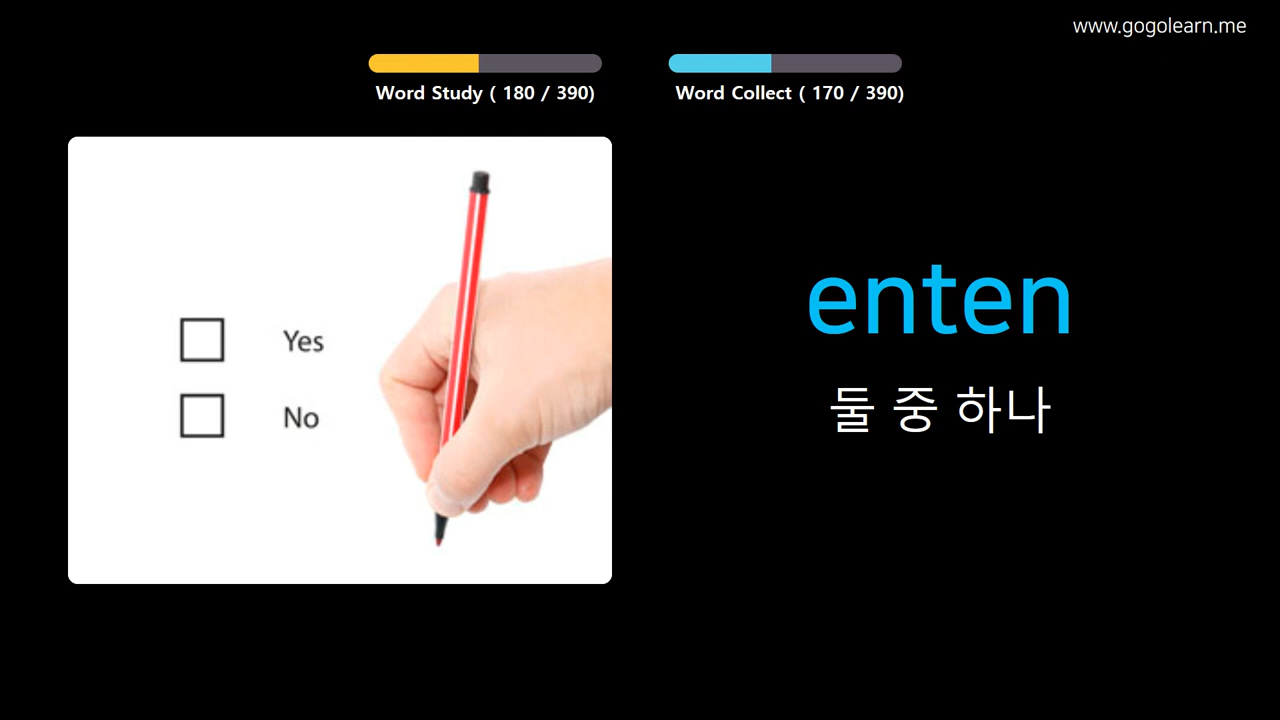 www.gogolearn.me
Word Study ( 180 / 390)
Word Collect ( 170 / 390)
Yes
No
enten
둘 중 하나